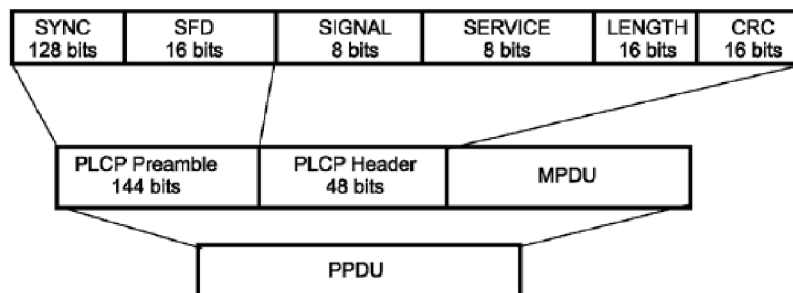 SYNC SFD SIGNAL SERVICE LENGTH CRC
128 bits 16 bits 8 bits 8 bits 16 bits 16 bits
PLCP Preamble PLCP Header MPDU
144 bits 48 bits
PPDU